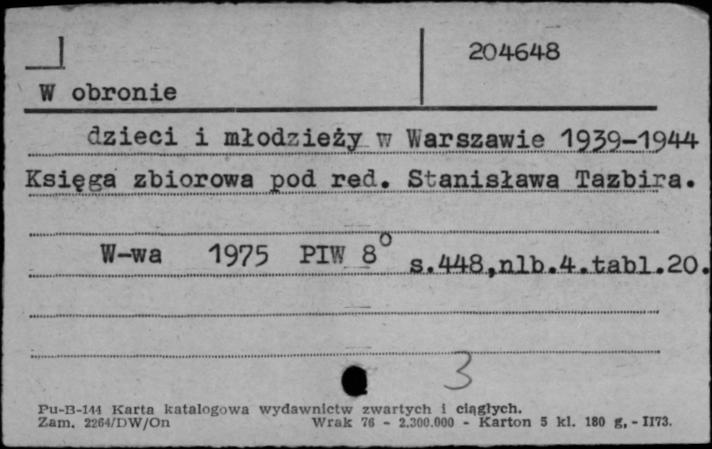 204648
W obronie
dzieci i młodzieży w Warszawie 1939-1944
Księga zbiorowa pod red. Stanisława Tazbira.
W-wa 1975 PIW 8° s.448,nlb.4.tabl.20.
3
Pu-B-144 Karta katalogowa wydawnictw zwartych i ciągłych.
Zam. 2264/DW/On Wrak 76 - 2.300.000 - Karton 5 kl. 180 g, - II73.